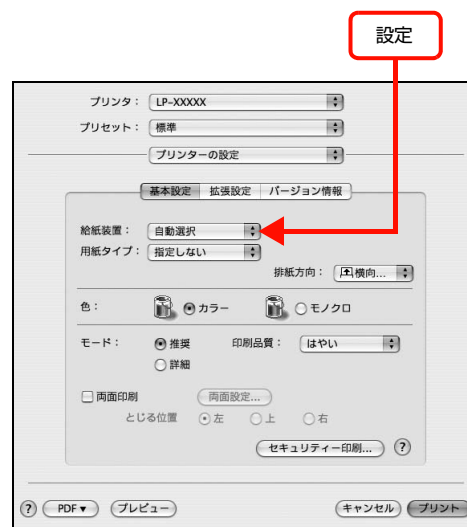 設定
プリンタ： LP-XXXXX
プリセット： 標準
プリンターの設定
基本設定 拡張設定 バージョン情報
給紙装置： 自動選択
用紙タイプ： 指定しない
排紙方向： 横向...
色： カラー モノクロ
モード： 推奨 印刷品質： はやい
詳細
両面印刷 両面設定...
とじる位置 左 上 右
セキュリティー印刷... ?
? PDF▼ プレビュー キャンセル プリント